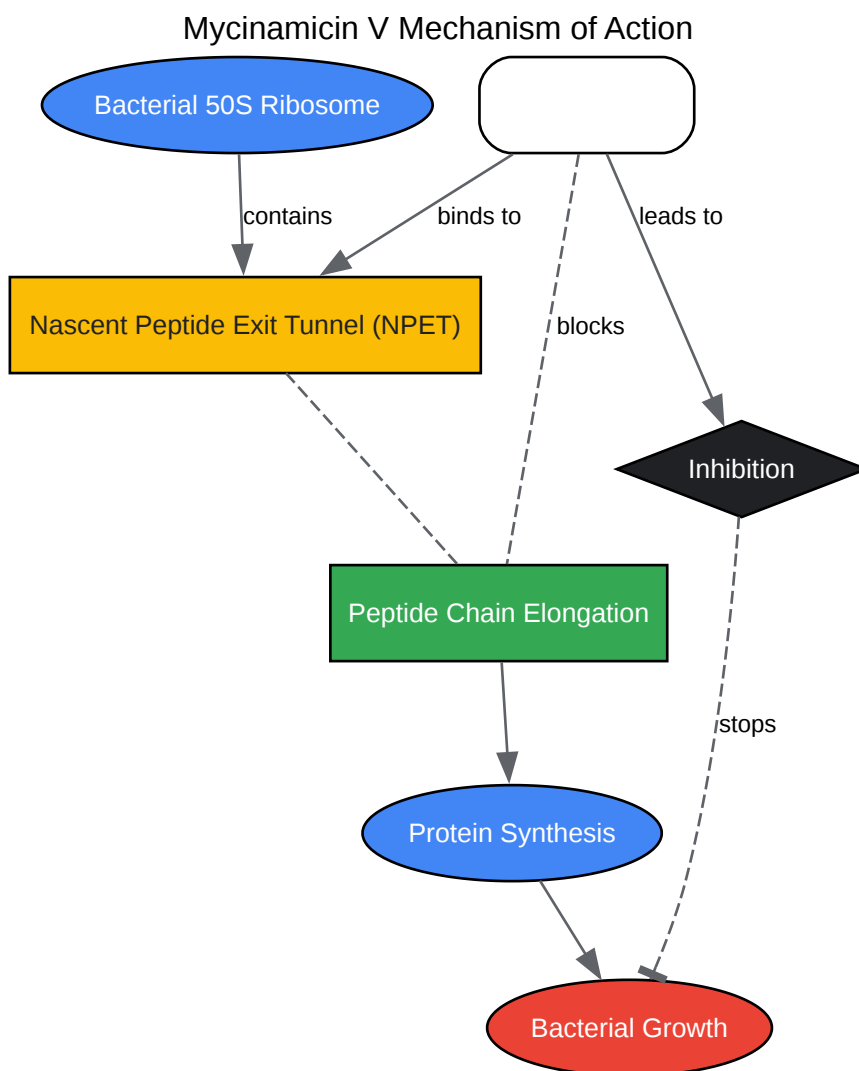 Mycinamicin V Mechanism of Action
Bacterial 50S Ribosome
contains
binds to
leads to
Nascent Peptide Exit Tunnel (NPET)
blocks
Inhibition
Peptide Chain Elongation
stops
Protein Synthesis
Bacterial Growth